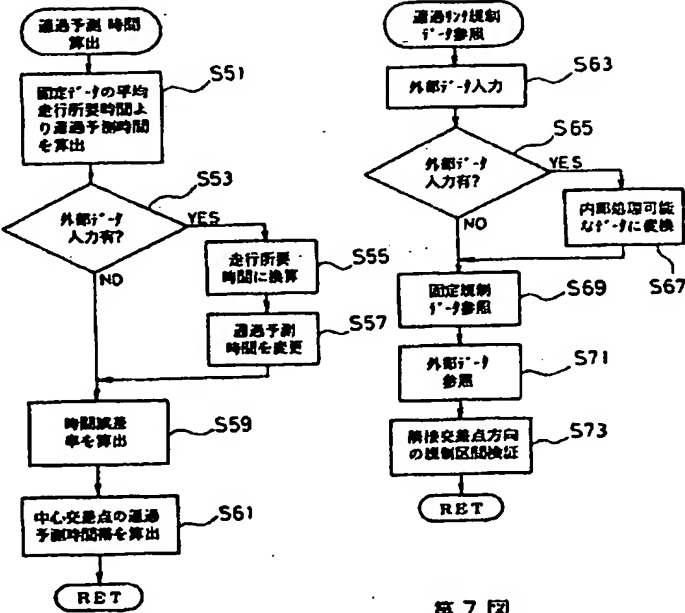 通過予測時間
算出
S51
固定データの平均
走行所要時間よ
り通過予測時間
を算出
S53
外部データ
入力有?
YES
NO
走行所要
時間に換算
S55
通過予測
時間を変更
S57
時間誤差
率を算出
S59
中心交差点の通過
予測時間帯を算出
S61
RET
通過リンク規制
データ参照
外部データ入力
S63
S65
外部データ
入力有?
YES
NO
内部処理可能
なデータに変換
S67
固定規制
データ参照
S69
外部データ
参照
S71
隣接交差点方向
の規制区間検証
S73
RET
第7図